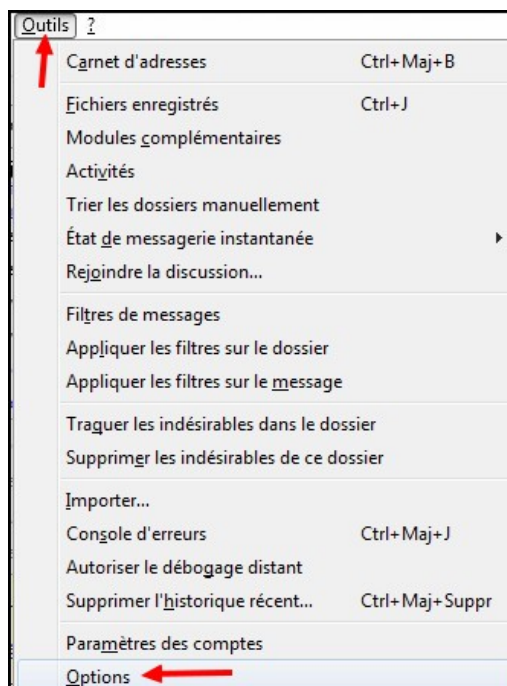 Outils ?
Carnet d'adresses Ctrl+Maj+B
Fichiers enregistrés Ctrl+J
Modules complémentaires
Activités
Trier les dossiers manuellement
État de messagerie instantanée
Rejoindre la discussion...
Filtres de messages
Appliquer les filtres sur le dossier
Appliquer les filtres sur le message
Traquer les indésirables dans le dossier
Supprimer les indésirables de ce dossier
Importer...
Console d'erreurs Ctrl+Maj+J
Autoriser le débogage distant
Supprimer l'historique récent... Ctrl+Maj+Suppr
Paramètres des comptes
Options